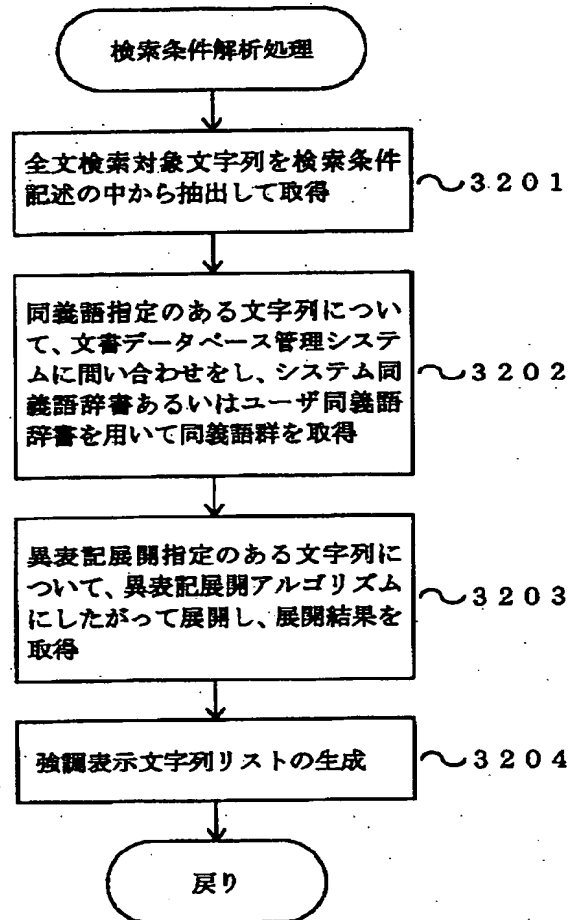 検索条件解析処理
全文検索対象文字列を検索条件
記述の中から抽出して取得
3201
同義語指定のある文字列につい
て、文書データベース管理システ
ムに問い合わせをし、システム同
義語辞書あるいはユーザ同義語
辞書を用いて同義語群を取得
3202
異表記展開指定のある文字列に
ついて、異表記展開アルゴリズム
にしたがって展開し、展開結果を
取得
3203
強調表示文字列リストの生成
3204
戻り